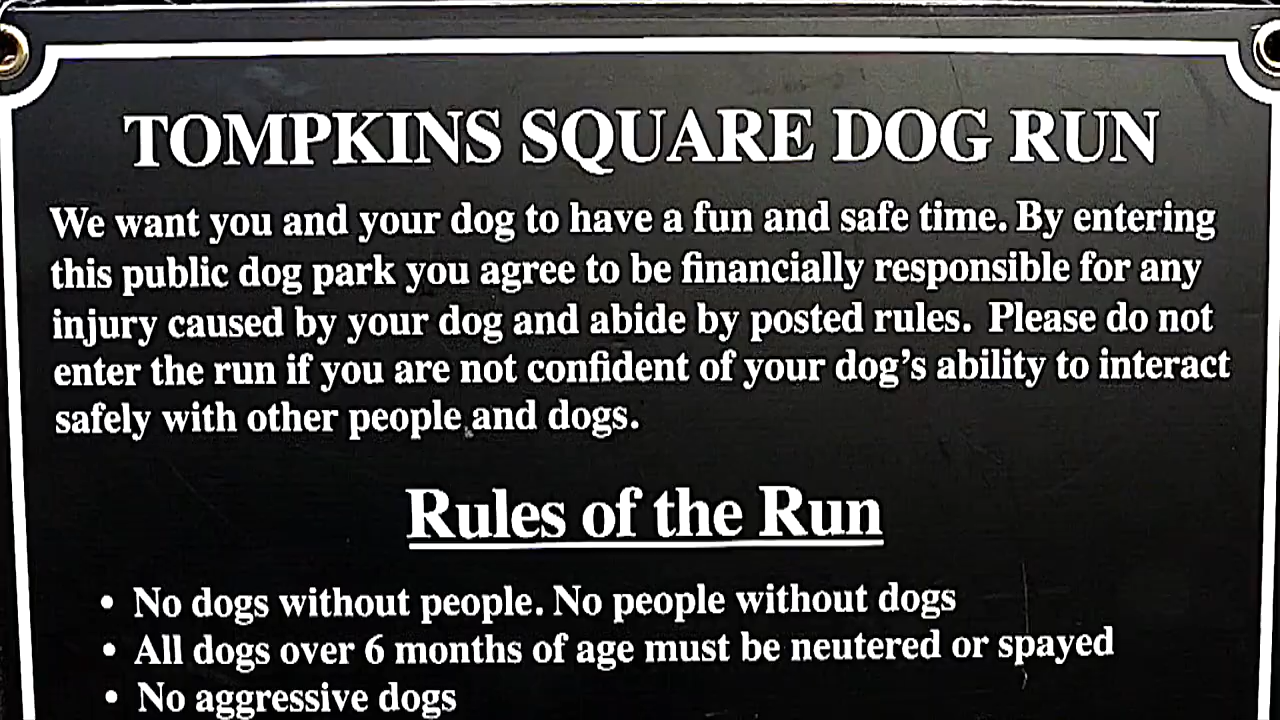 TOMPKINS SQUARE DOG RUN
We want you and your dog to have a fun and safe time. By entering
this public dog park you agree to be financially responsible for any
injury caused by your dog and abide by posted rules. Please do not
enter the run if you are not confident of your dog’s ability to interact
safely with other people and dogs.
Rules of the Run
• No dogs without people. No people without dogs
• All dogs over 6 months of age must be neutered or spayed
• No aggressive dogs